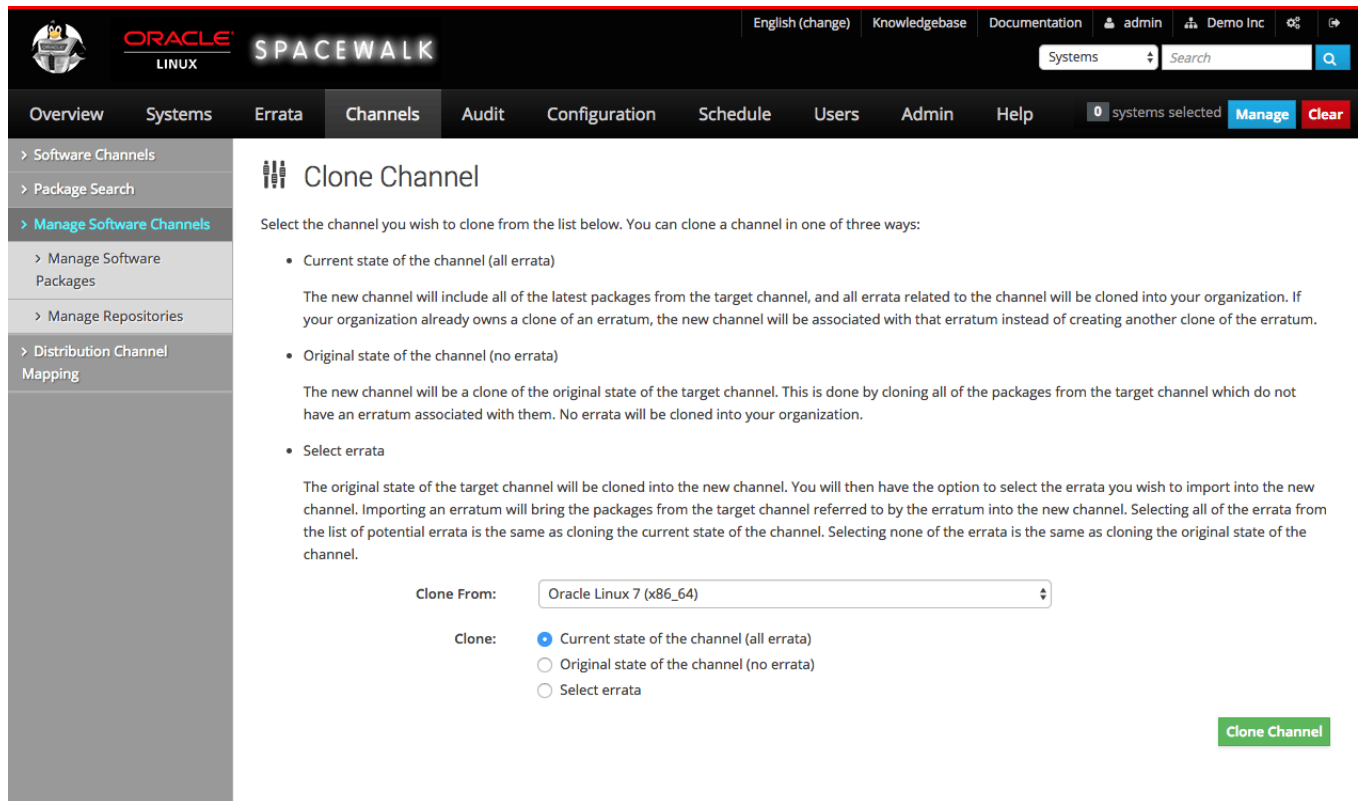 English (change) Knowledgebase Documentation admin Demo Inc
ORACLE
LINUX
SPACEWALK
Systems Search
Overview Systems Errata Channels Audit Configuration Schedule Users Admin Help 0 systems selected Manage Clear
> Software Channels
> Package Search
> Manage Software Channels
> Manage Software
Packages
> Manage Repositories
> Distribution Channel
Mapping
Clone Channel
Select the channel you wish to clone from the list below. You can clone a channel in one of three ways:
• Current state of the channel (all errata)
The new channel will include all of the latest packages from the target channel, and all errata related to the channel will be cloned into your organization. If
your organization already owns a clone of an erratum, the new channel will be associated with that erratum instead of creating another clone of the erratum.
• Original state of the channel (no errata)
The new channel will be a clone of the original state of the target channel. This is done by cloning all of the packages from the target channel which do not
have an erratum associated with them. No errata will be cloned into your organization.
• Select errata
The original state of the target channel will be cloned into the new channel. You will then have the option to select the errata you wish to import into the new
channel. Importing an erratum will bring the packages from the target channel referred to by the erratum into the new channel. Selecting all of the errata from
the list of potential errata is the same as cloning the current state of the channel. Selecting none of the errata is the same as cloning the original state of the
channel.
Clone From: Oracle Linux 7 (x86_64)
Clone: Current state of the channel (all errata)
Original state of the channel (no errata)
Select errata
Clone Channel